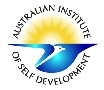 AUSTRALIAN INSTITUTE
OF SELF DEVELOPMENT